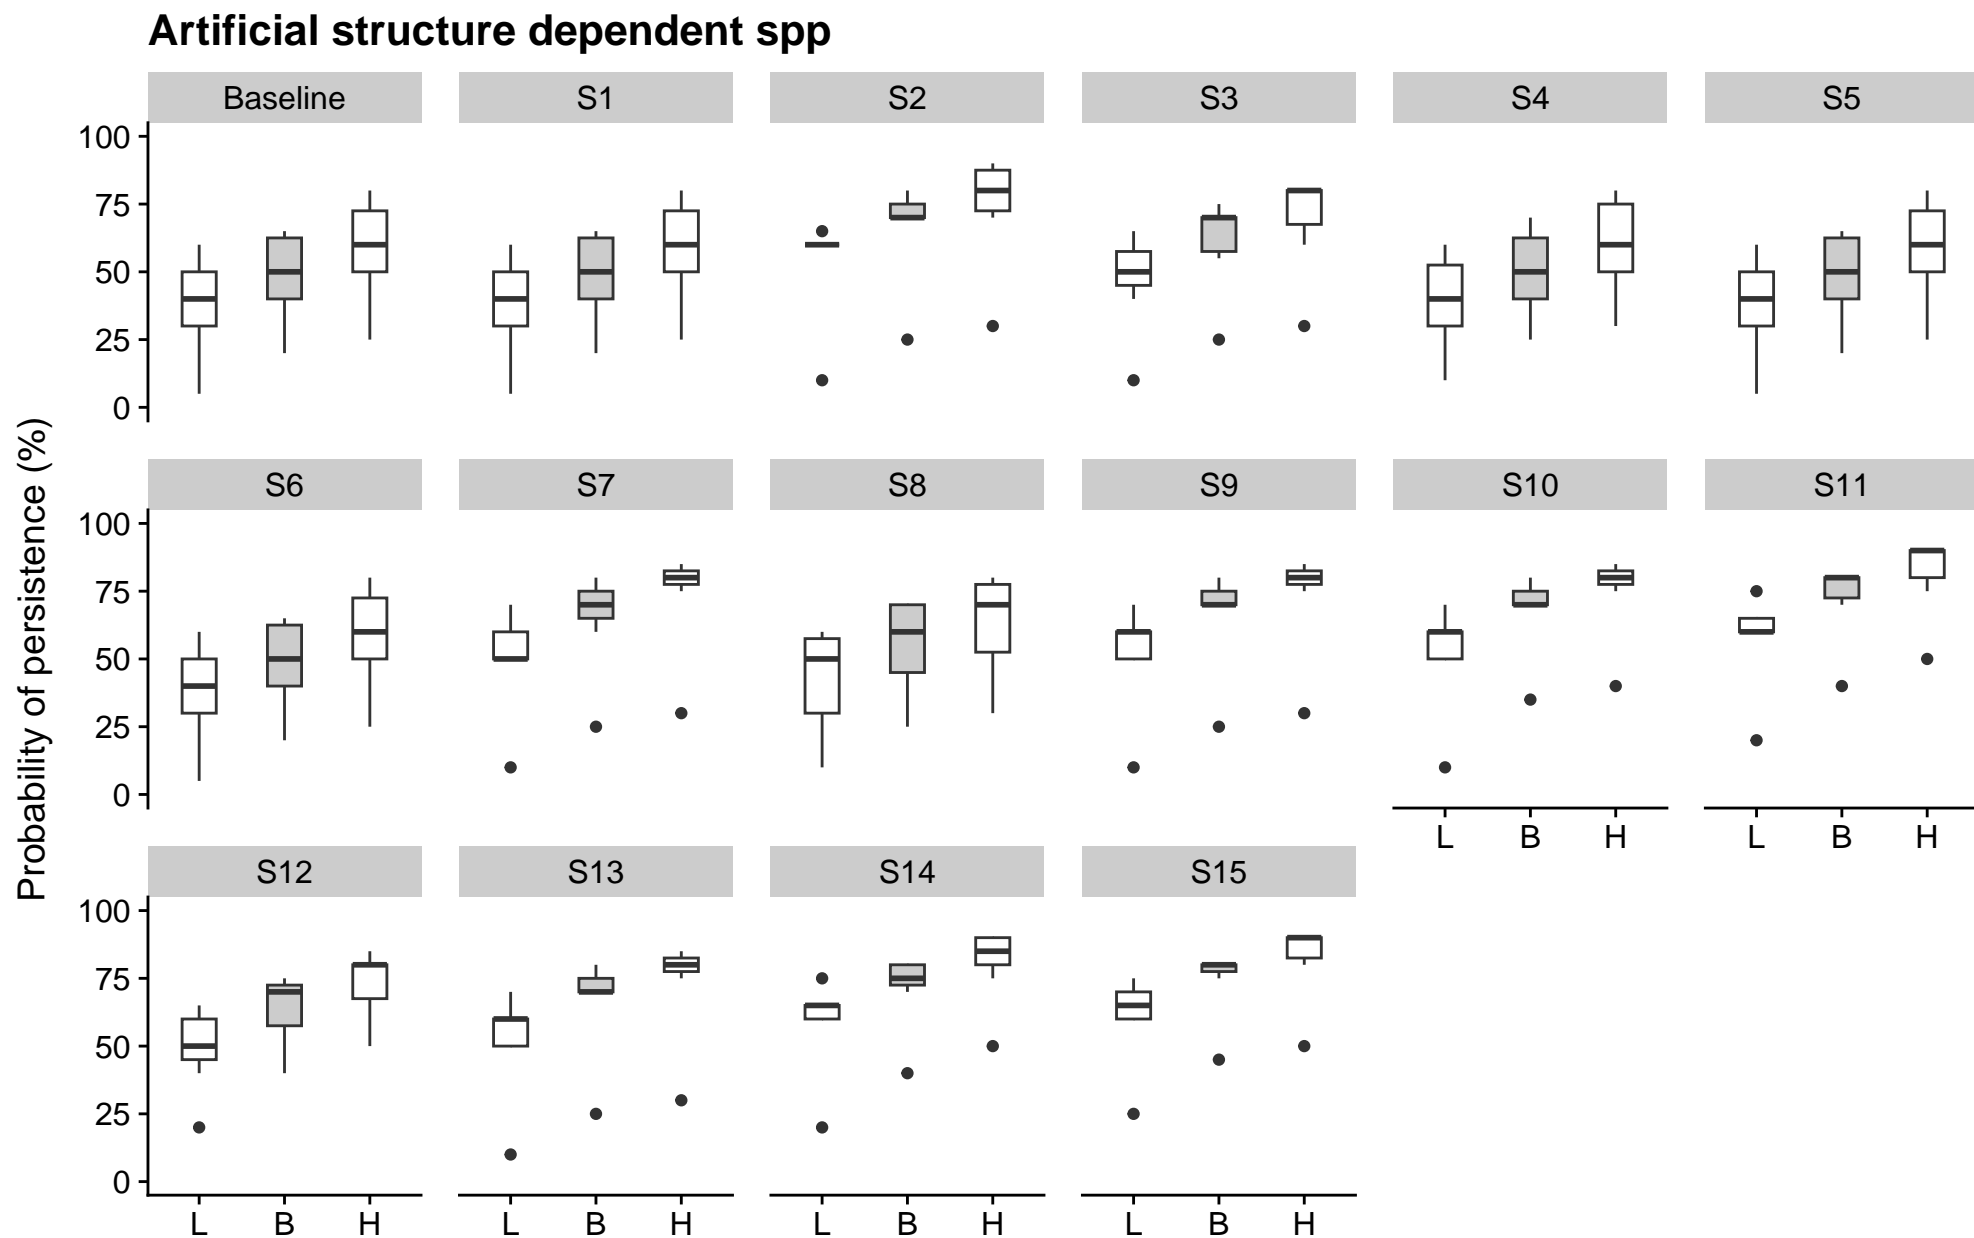 Artificial structure dependent spp
Baseline S1 S2 S3 S4 S5
100
75
50
25
0
Probability of persistence (%)
S6 S7 S8 S9 S10 S11
100
75
50
25
0
L B H L B H
S12 S13 S14 S15
100
75
50
25
0
L B H L B H L B H L B H